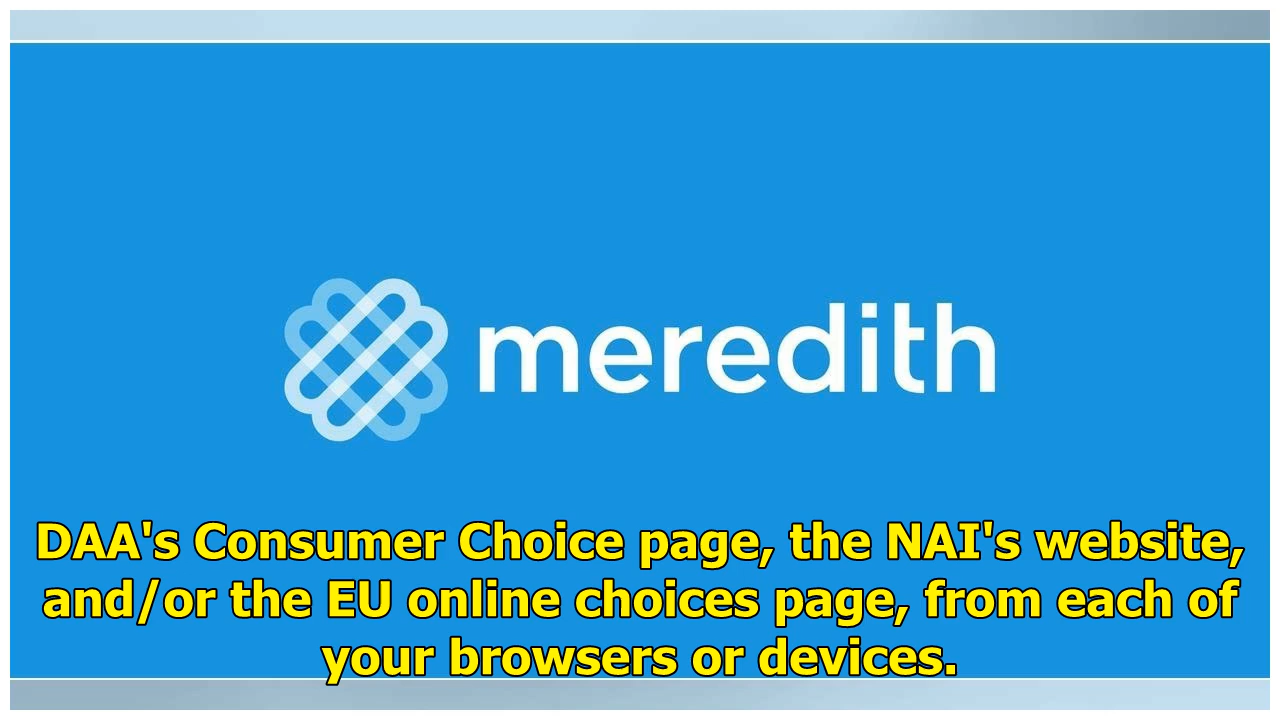 meredith
DAA's Consumer Choice page, the NAI's website,
and/or the EU online choices page, from each of
your browsers or devices.